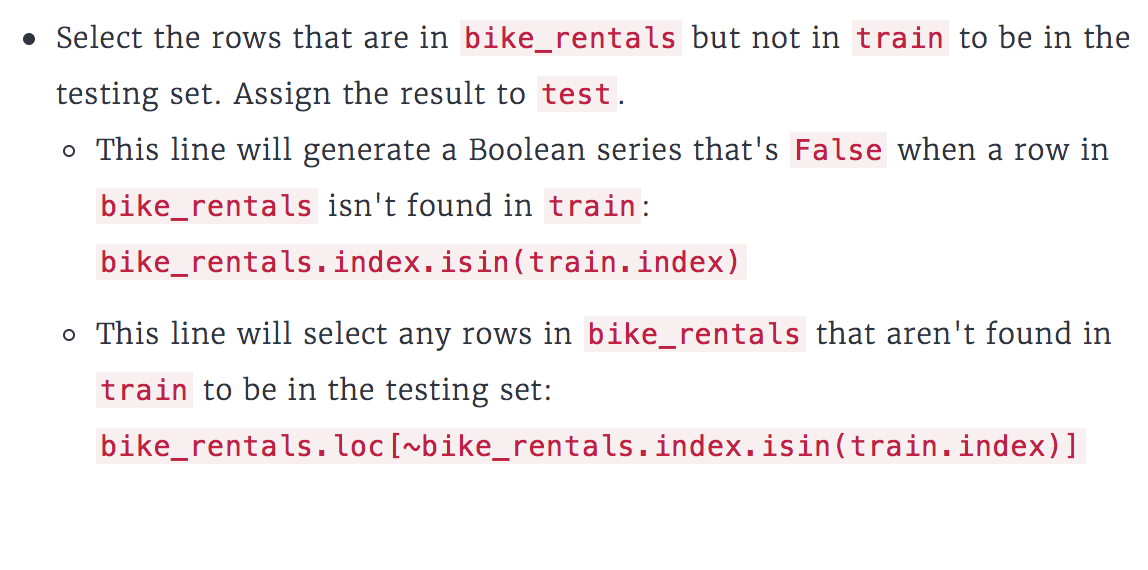 Select the rows that are in bike_rentals but not in train to be in the
testing set. Assign the result to test.
This line will generate a Boolean series that's False when a row in
bike_rentals isn't found in train:
bike_rentals.index.isin(train.index)
This line will select any rows in bike_rentals that aren't found in
train to be in the testing set:
bike_rentals.loc[~bike_rentals.index.isin(train.index)]